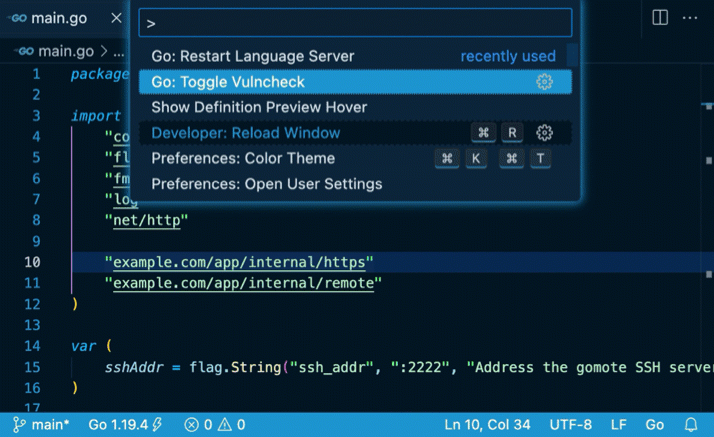 GO main.go
>
GO main.go > ...
Go: Restart Language Server recently used
Go: Toggle Vulncheck
Show Definition Preview Hover
Developer: Reload Window ⌘ R
Preferences: Color Theme ⌘ K ⌘ T
Preferences: Open User Settings
1 package
2
3 import
4 "co
5 "fl
6 "fm
7 "log
8 "net/http"
9
10 "example.com/app/internal/https"
11 "example.com/app/internal/remote"
12 )
13
14 var (
15 sshAddr = flag.String("ssh_addr", ":2222", "Address the gomote SSH server
16 )
17
main* Go 1.19.4 0 0 Ln 10, Col 34 UTF-8 LF Go